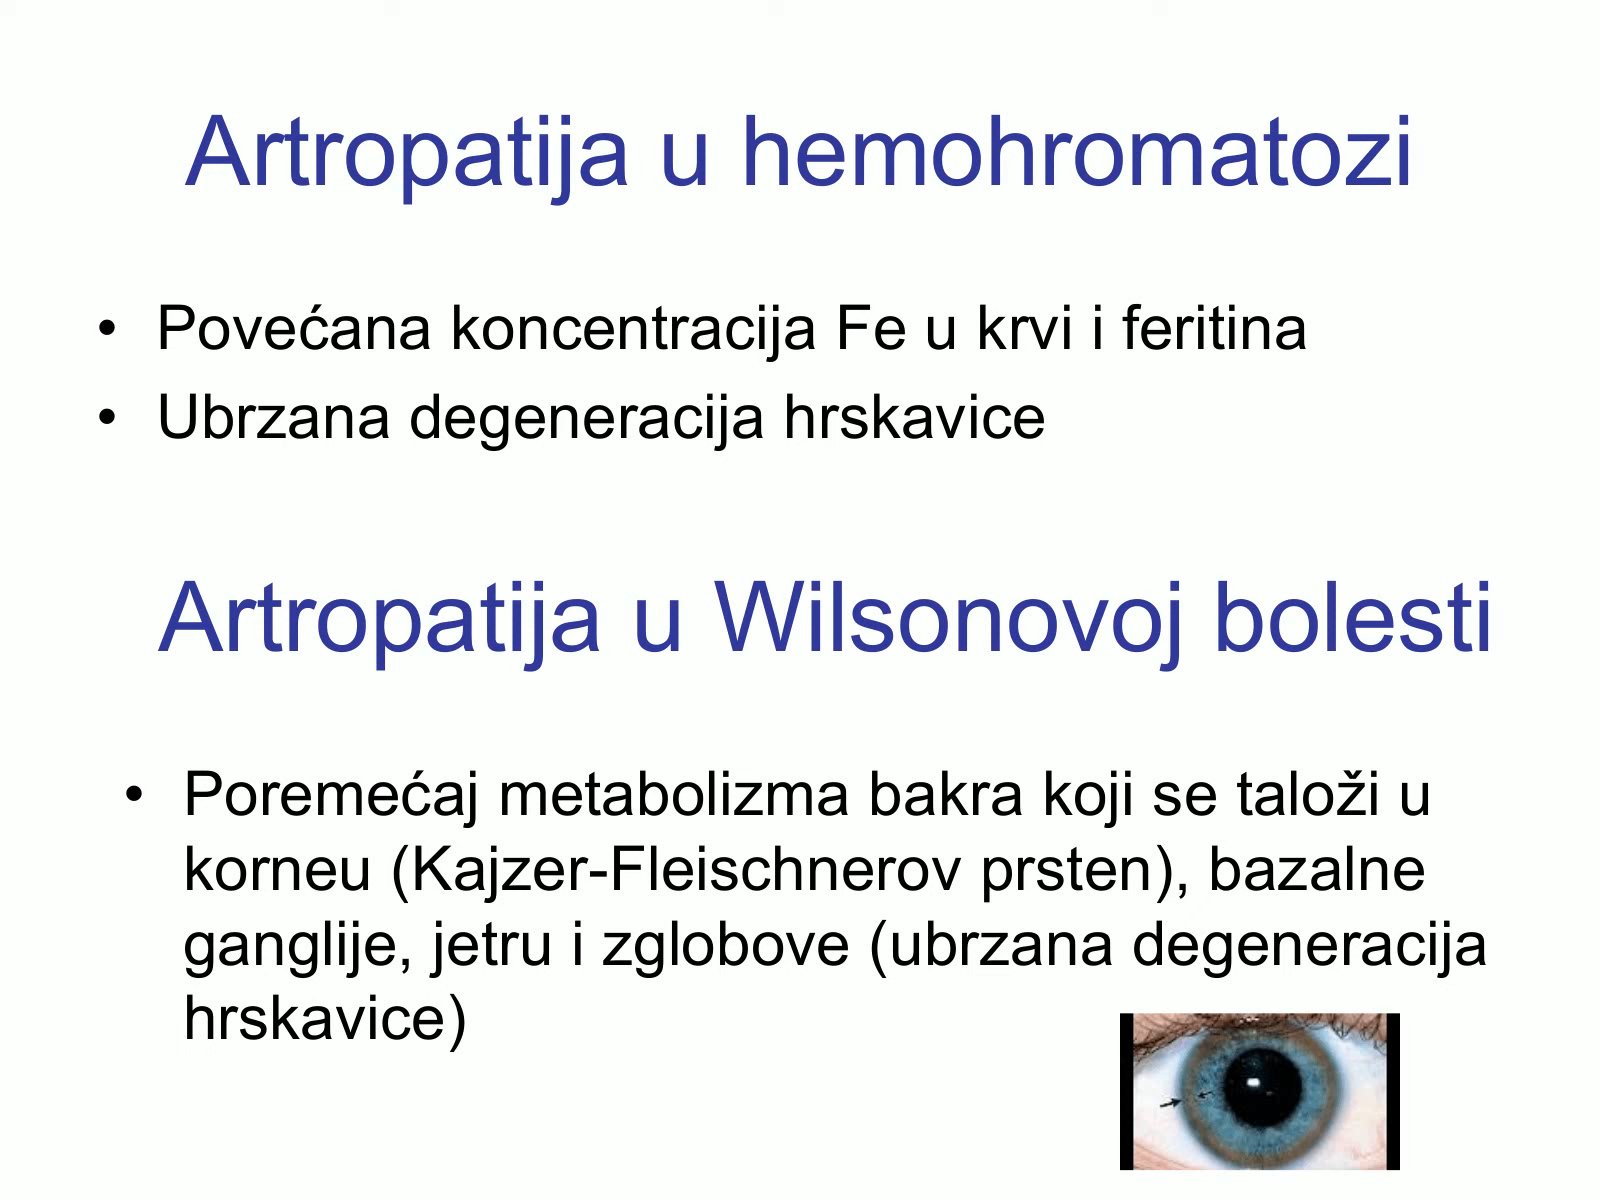 Artropatija u hemohromatozi
• Povećana koncentracija Fe u krvi i feritina
• Ubrzana degeneracija hrskavice
Artropatija u Wilsonovoj bolesti
• Poremećaj metabolizma bakra koji se taloži u
korneu (Kajzer-Fleischnerov prsten), bazalne
ganglije, jetru i zglobove (ubrzana degeneracija
hrskavice)